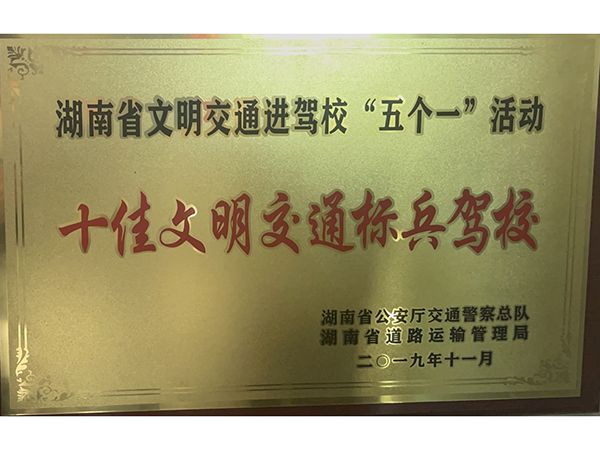 湖南省文明交通进驾校“五个一”活动
十佳文明交通标兵驾校
湖南省公安厅交通警察总队
湖南省道路运输管理局
二〇一九年十一月